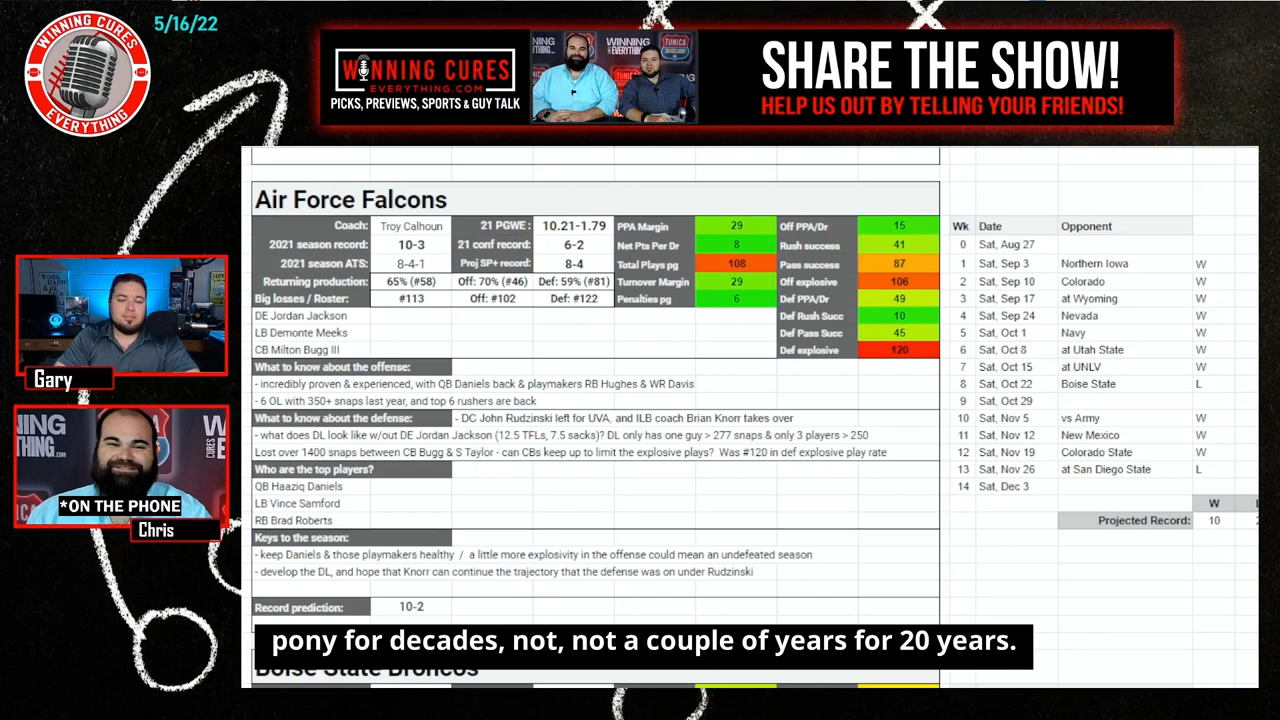 5/16/22
WINNING CURES
EVERYTHING
WINNING CURES
EVERYTHING.COM
PICKS, PREVIEWS, SPORTS & GUY TALK
TUNICA
SHARE THE SHOW!
HELP US OUT BY TELLING YOUR FRIENDS!
Gary
*ON THE PHONE
Chris
Air Force Falcons
Coach: Troy Calhoun 21 PGWE: 10.21-1.79 PPA Margin 29 Off PPA/Dr 15
2021 season record: 10-3 21 conf record: 6-2 Net Pts Per Dr 8 Rush success 41
2021 season ATS: 8-4-1 Proj SP+ record: 8-4 Total Plays pg 108 Pass success 87
Returning production: 65% (#58) Off: 70% (#46) Def: 59% (#81) Turnover Margin 29 Off explosive 106
Big losses / Roster: #113 Off: #102 Def: #122 Penalties pg 6 Def PPA/Dr 49
DE Jordan Jackson Def Rush Succ 10
LB Demonte Meeks Def Pass Succ 45
CB Milton Bugg III Def explosive 120
What to know about the offense:
- incredibly proven & experienced, with QB Daniels back & playmakers RB Hughes & WR Davis
- 6 OL with 350+ snaps last year, and top 6 rushers are back
What to know about the defense: - DC John Rudzinski left for UVA, and ILB coach Brian Knorr takes over
- what does DL look like w/out DE Jordan Jackson (12.5 TFLs, 7.5 sacks)? DL only has one guy > 277 snaps & only 3 players > 250
Lost over 1400 snaps between CB Bugg & S Taylor - can CBs keep up to limit the explosive plays? Was #120 in def explosive play rate
Who are the top players?
QB Haaziq Daniels
LB Vince Samford
RB Brad Roberts
Keys to the season:
- keep Daniels & those playmakers healthy / a little more explosivity in the offense could mean an undefeated season
- develop the DL, and hope that Knorr can continue the trajectory that the defense was on under Rudzinski
Record prediction: 10-2
Wk Date Opponent
0 Sat, Aug 27
1 Sat, Sep 3 Northern Iowa W
2 Sat, Sep 10 Colorado W
3 Sat, Sep 17 at Wyoming W
4 Sat, Sep 24 Nevada W
5 Sat, Oct 1 Navy W
6 Sat, Oct 8 at Utah State W
7 Sat, Oct 15 at UNLV W
8 Sat, Oct 22 Boise State L
9 Sat, Oct 29
10 Sat, Nov 5 vs Army W
11 Sat, Nov 12 New Mexico W
12 Sat, Nov 19 Colorado State W
13 Sat, Nov 26 at San Diego State L
14 Sat, Dec 3
W
Projected Record: 10
pony for decades, not, not a couple of years for 20 years.
Boise State Broncos